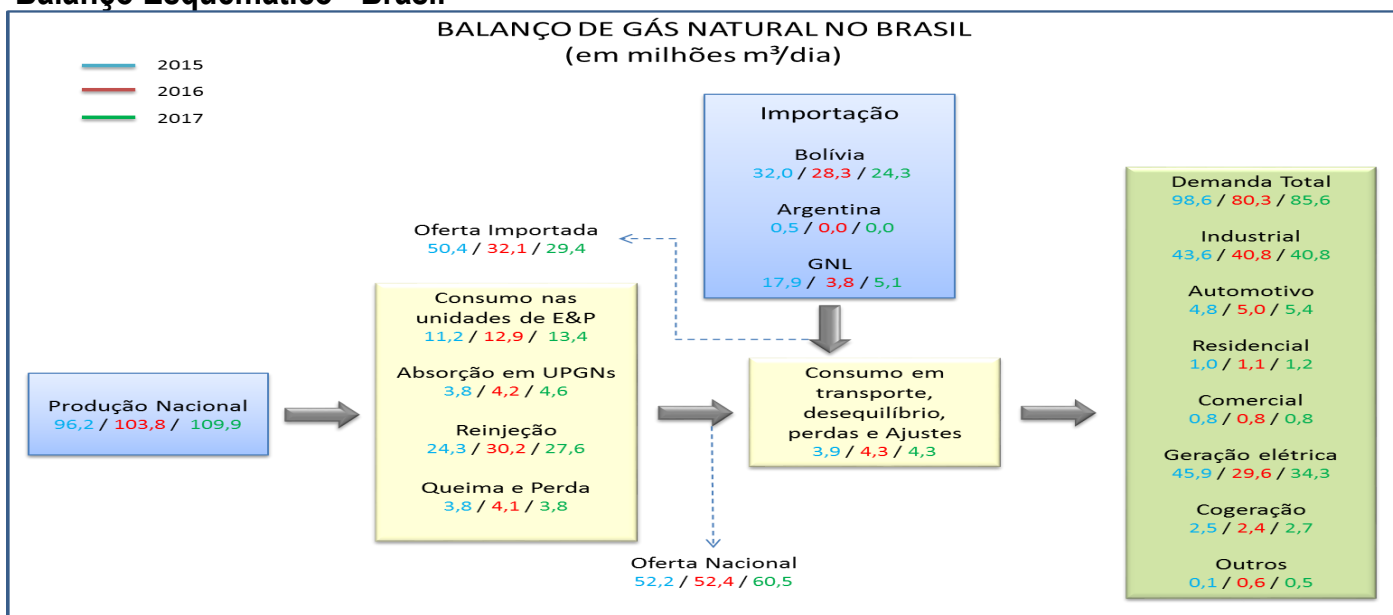 Balanço Esquemático - Brasil
BALANÇO DE GÁS NATURAL NO BRASIL
(em milhões m³/dia)
2015
2016
2017
Importação
Bolívia
32,0 / 28,3 / 24,3
Argentina
0,5 / 0,0 / 0,0
GNL
17,9 / 3,8 / 5,1
Oferta Importada
50,4 / 32,1 / 29,4
Produção Nacional
96,2 / 103,8 / 109,9
Consumo nas
unidades de E&P
11,2 / 12,9 / 13,4
Absorção em UPGNs
3,8 / 4,2 / 4,6
Reinjeção
24,3 / 30,2 / 27,6
Queima e Perda
3,8 / 4,1 / 3,8
Oferta Nacional
52,2 / 52,4 / 60,5
Consumo em
transporte,
desequilíbrio,
perdas e Ajustes
3,9 / 4,3 / 4,3
Demanda Total
98,6 / 80,3 / 85,6
Industrial
43,6 / 40,8 / 40,8
Automotivo
4,8 / 5,0 / 5,4
Residencial
1,0 / 1,1 / 1,2
Comercial
0,8 / 0,8 / 0,8
Geração elétrica
45,9 / 29,6 / 34,3
Cogeração
2,5 / 2,4 / 2,7
Outros
0,1 / 0,6 / 0,5